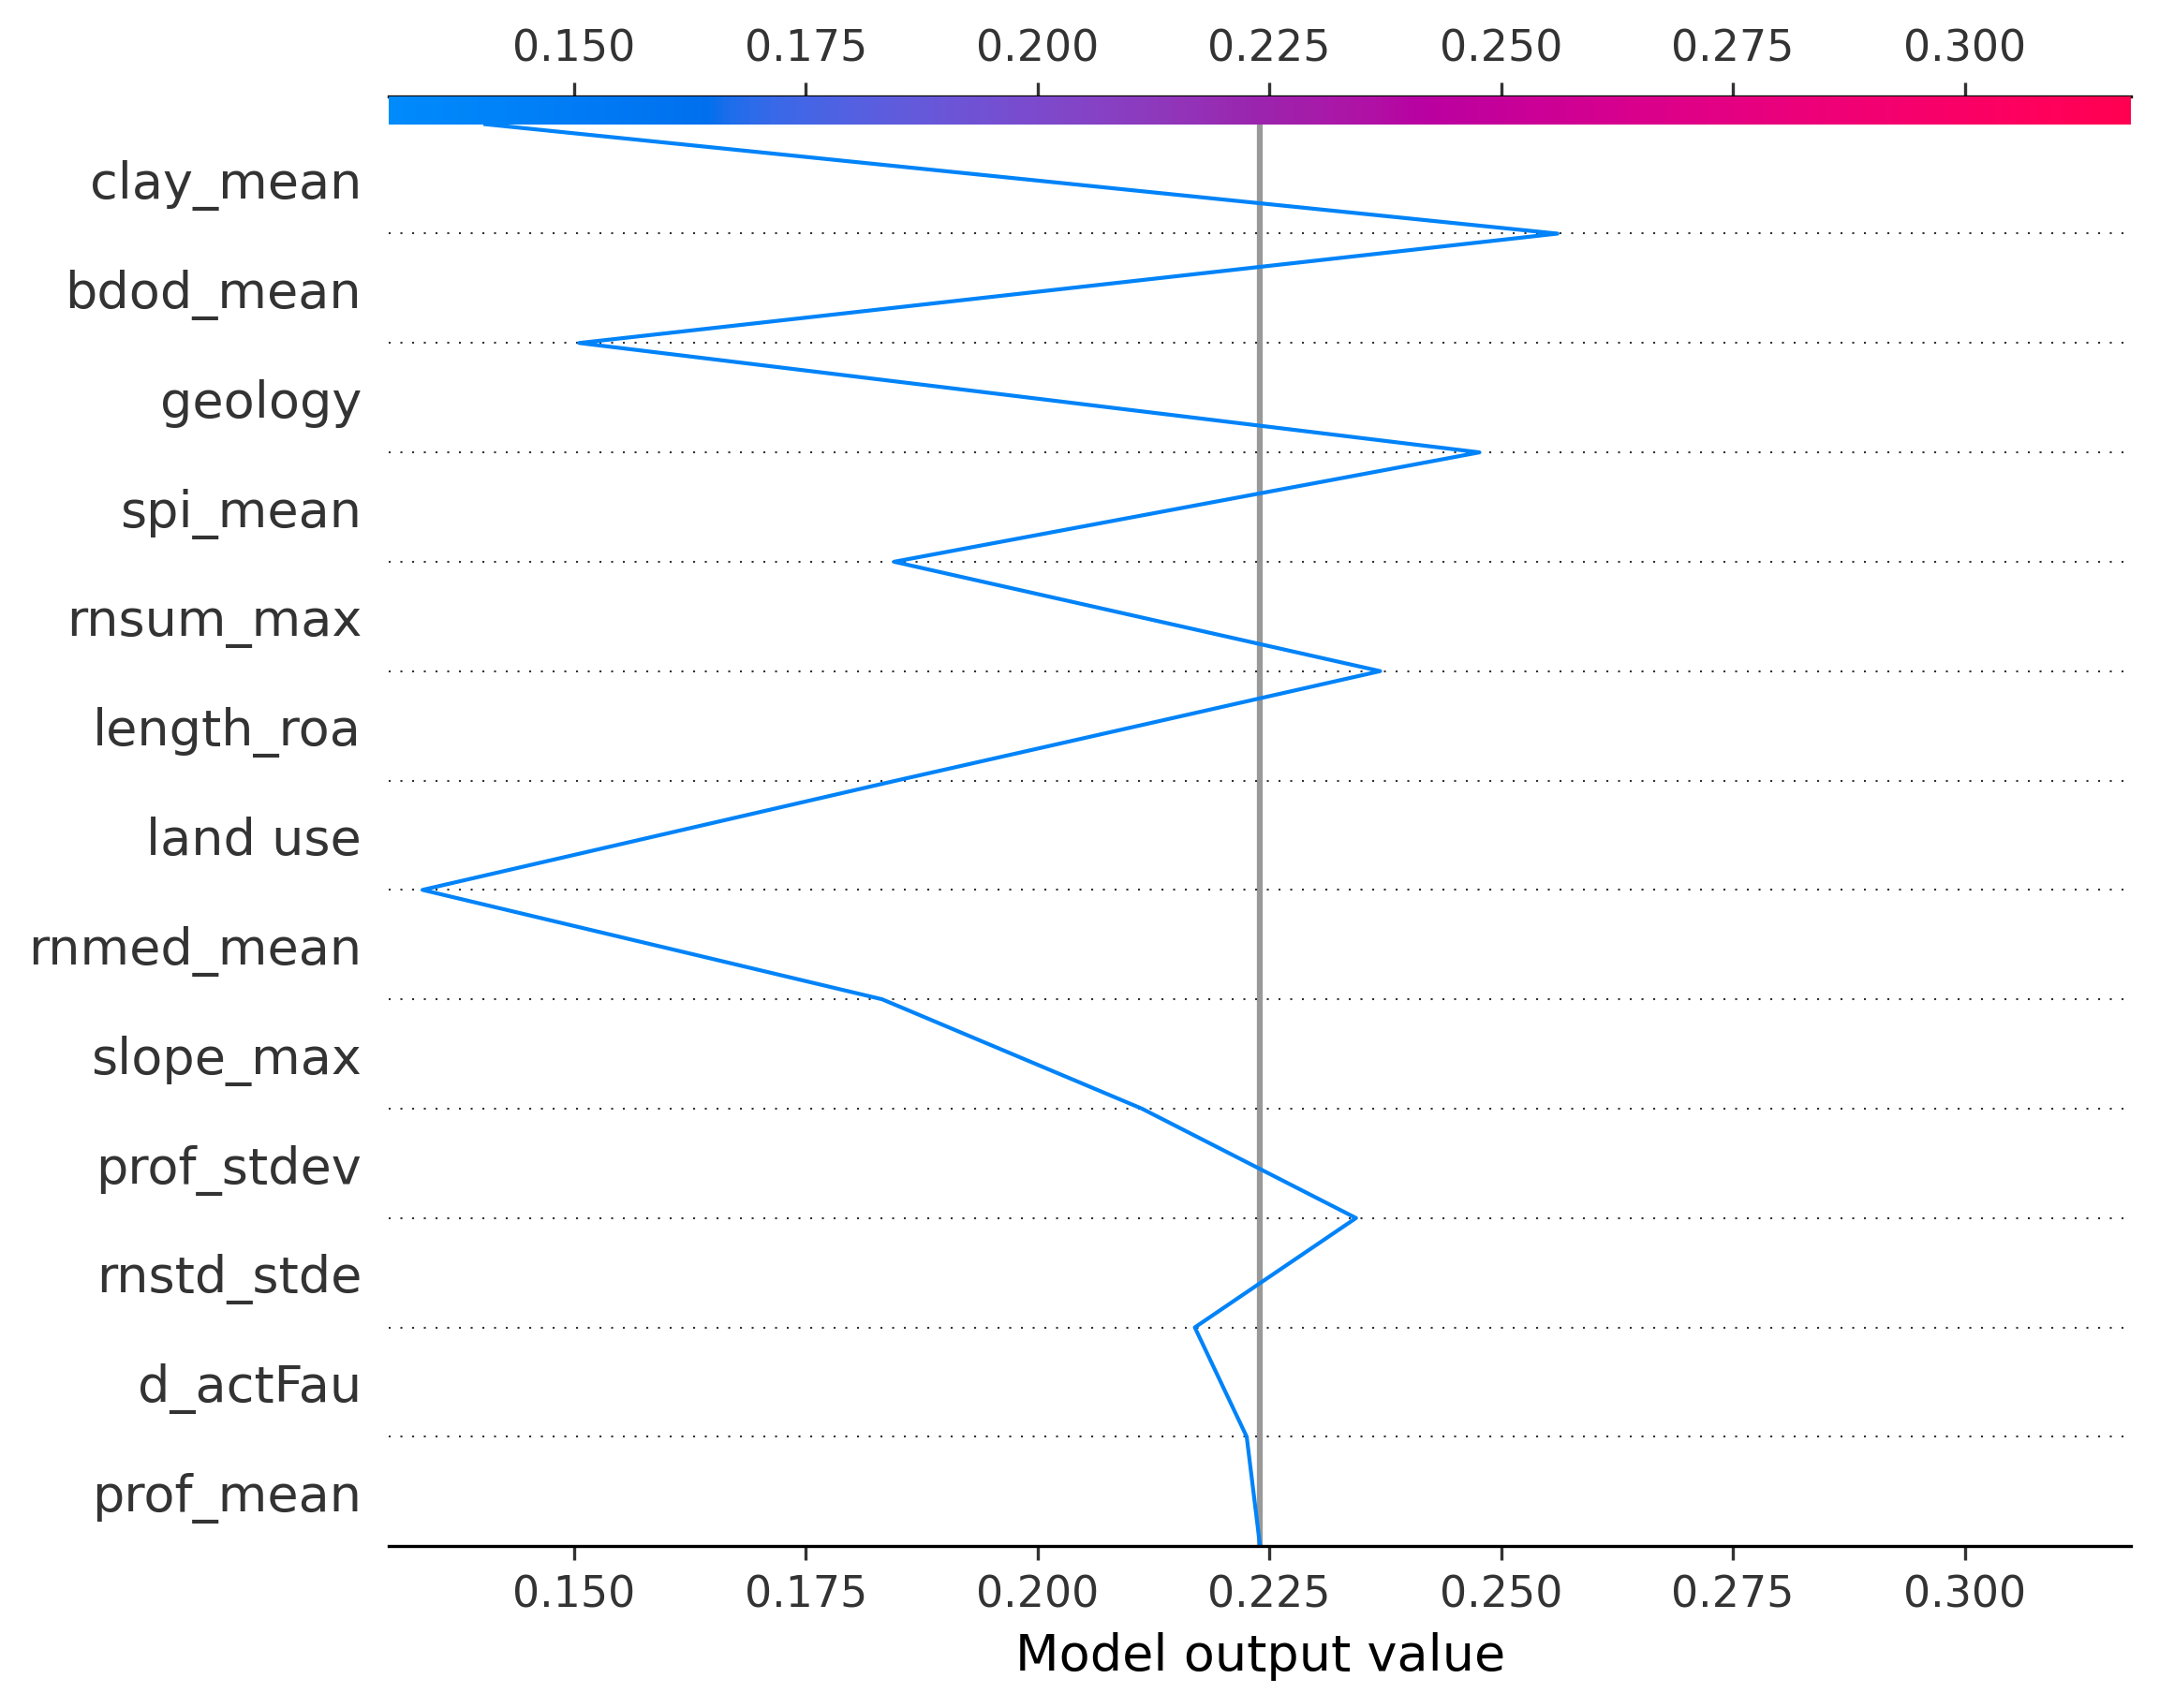 0.150 0.175 0.200 0.225 0.250 0.275 0.300
clay_mean
bdod_mean
geology
spi_mean
rnsum_max
length_roa
land use
rnmed_mean
slope_max
prof_stdev
rnstd_stde
d_actFau
prof_mean
0.150 0.175 0.200 0.225 0.250 0.275 0.300
Model output value